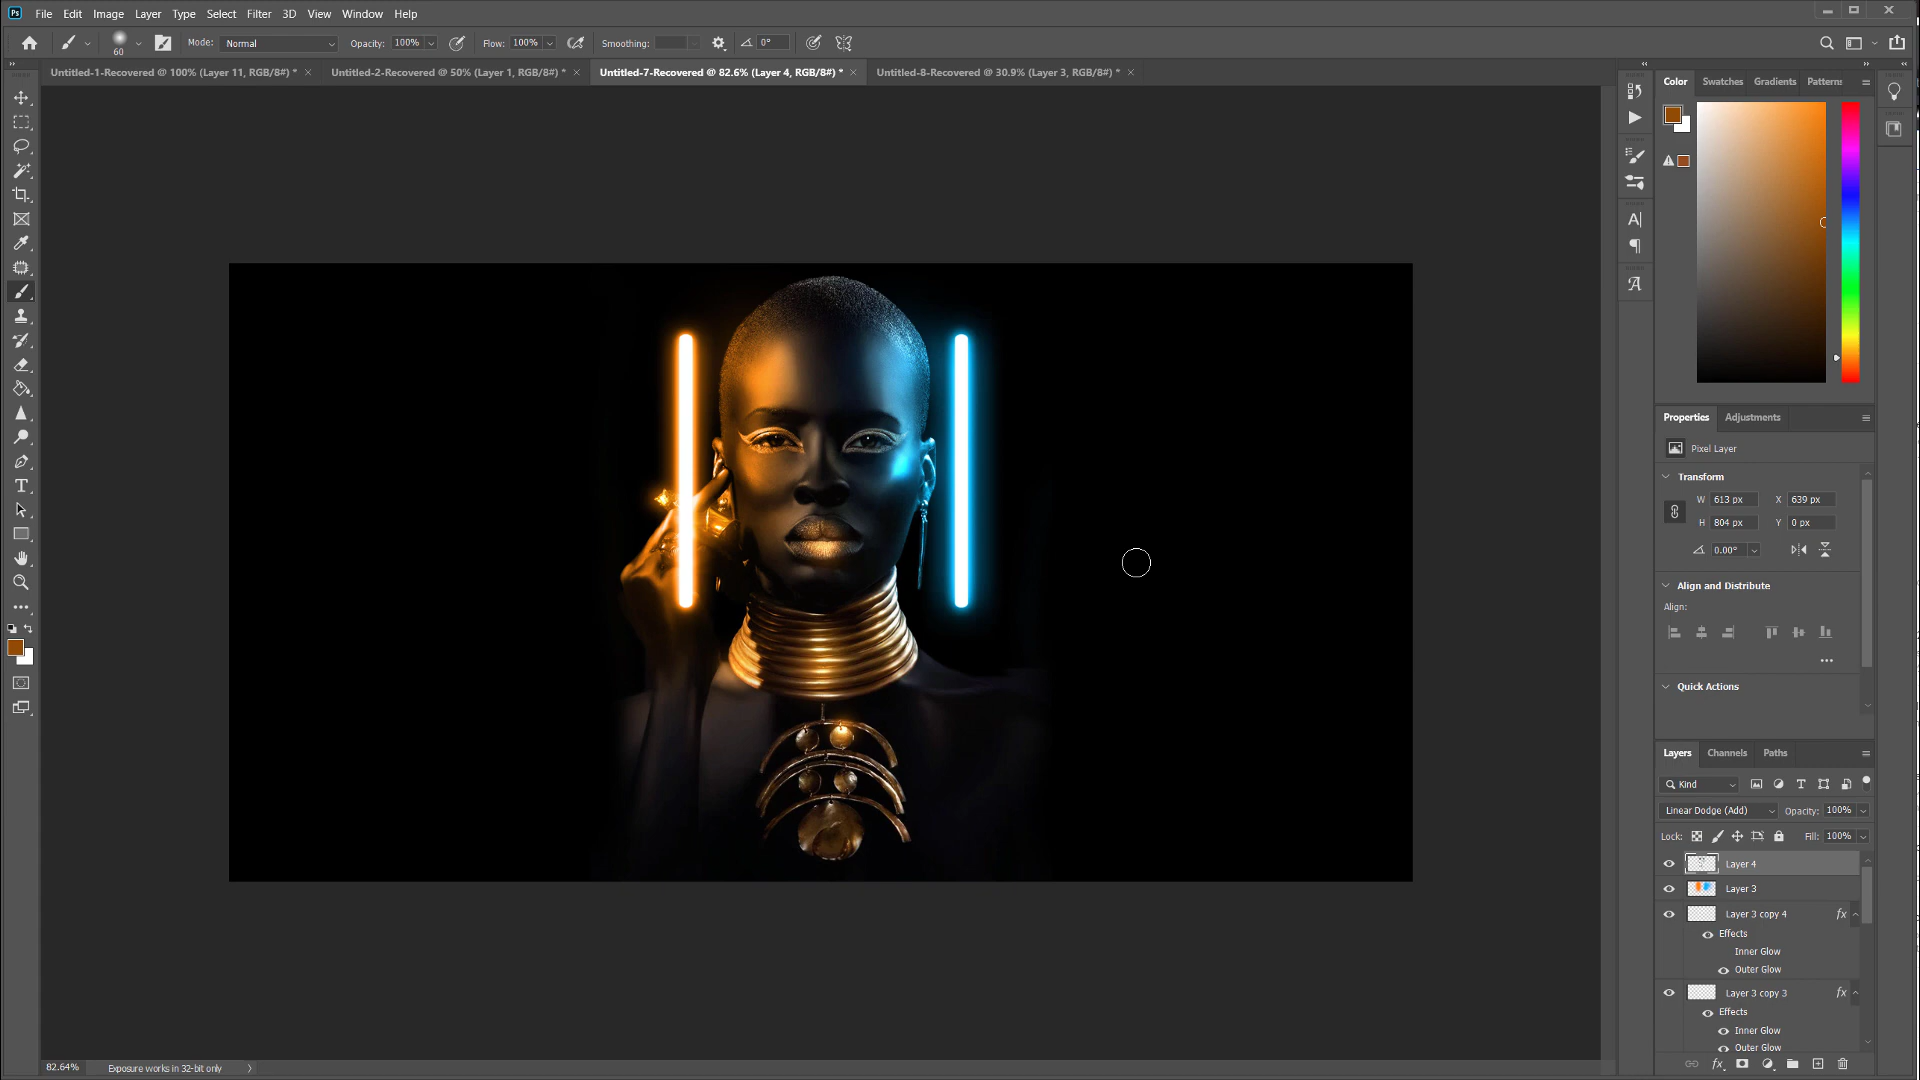 Ps File Edit Image Layer Type Select Filter 3D View Window Help
60 Mode: Normal Opacity: 100% Flow: 100% Smoothing: 0°
Untitled-1-Recovered @ 100% (Layer 11, RGB/8#) * × Untitled-2-Recovered @ 50% (Layer 1, RGB/8#) * × Untitled-7-Recovered @ 82.6% (Layer 4, RGB/8#) * × Untitled-8-Recovered @ 30.9% (Layer 3, RGB/8#) * ×
Color Swatches Gradients Patterns
Properties Adjustments
Pixel Layer
Transform
W 613 px X 639 px
H 804 px Y 0 px
0.00°
Align and Distribute
Align:
Quick Actions
Layers Channels Paths
Kind
Linear Dodge (Add) Opacity: 100%
Lock: Fill: 100%
Layer 4
Layer 3
Layer 3 copy 4 fx
Effects
Inner Glow
Outer Glow
Layer 3 copy 3 fx
Effects
Inner Glow
Outer Glow
82.64% Exposure works in 32-bit only